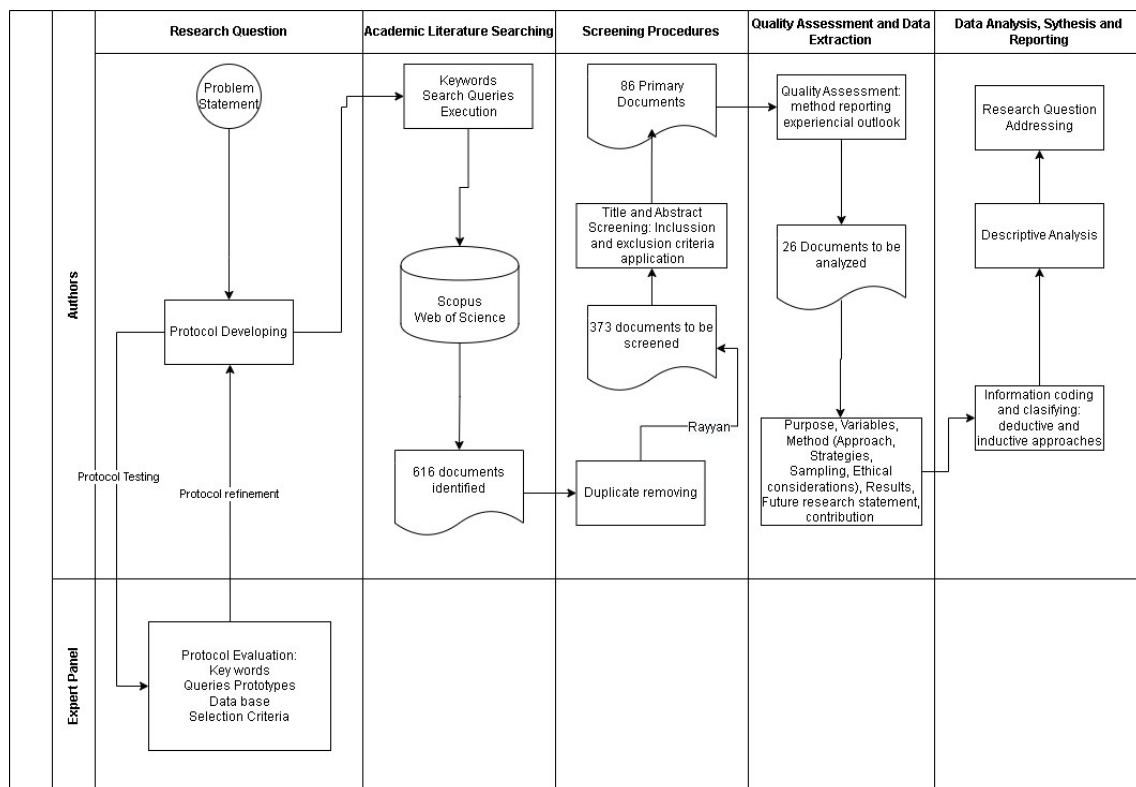 Research Question
Academic Literature Searching
Screening Procedures
Quality Assessment and Data
Extraction
Data Analysis, Sythesis and
Reporting
Authors
Problem
Statement
Protocol Developing
Protocol Testing
Protocol refinement
Keywords
Search Queries
Execution
Scopus
Web of Science
616 documents
identified
86 Primary
Documents
Title and Abstract
Screening: Inclussion
and exclusion criteria
application
373 documents to be
screened
Rayyan
Duplicate removing
Quality Assessment:
method reporting
experiencial outlook
26 Documents to be
analyzed
Purpose, Variables,
Method (Approach,
Strategies,
Sampling, Ethical
considerations), Results,
Future research statement,
contribution
Research Question
Addressing
Descriptive Analysis
Information coding
and clasifying:
deductive and
inductive approaches
Expert Panel
Protocol Evaluation:
Key words
Queries Prototypes
Data base
Selection Criteria